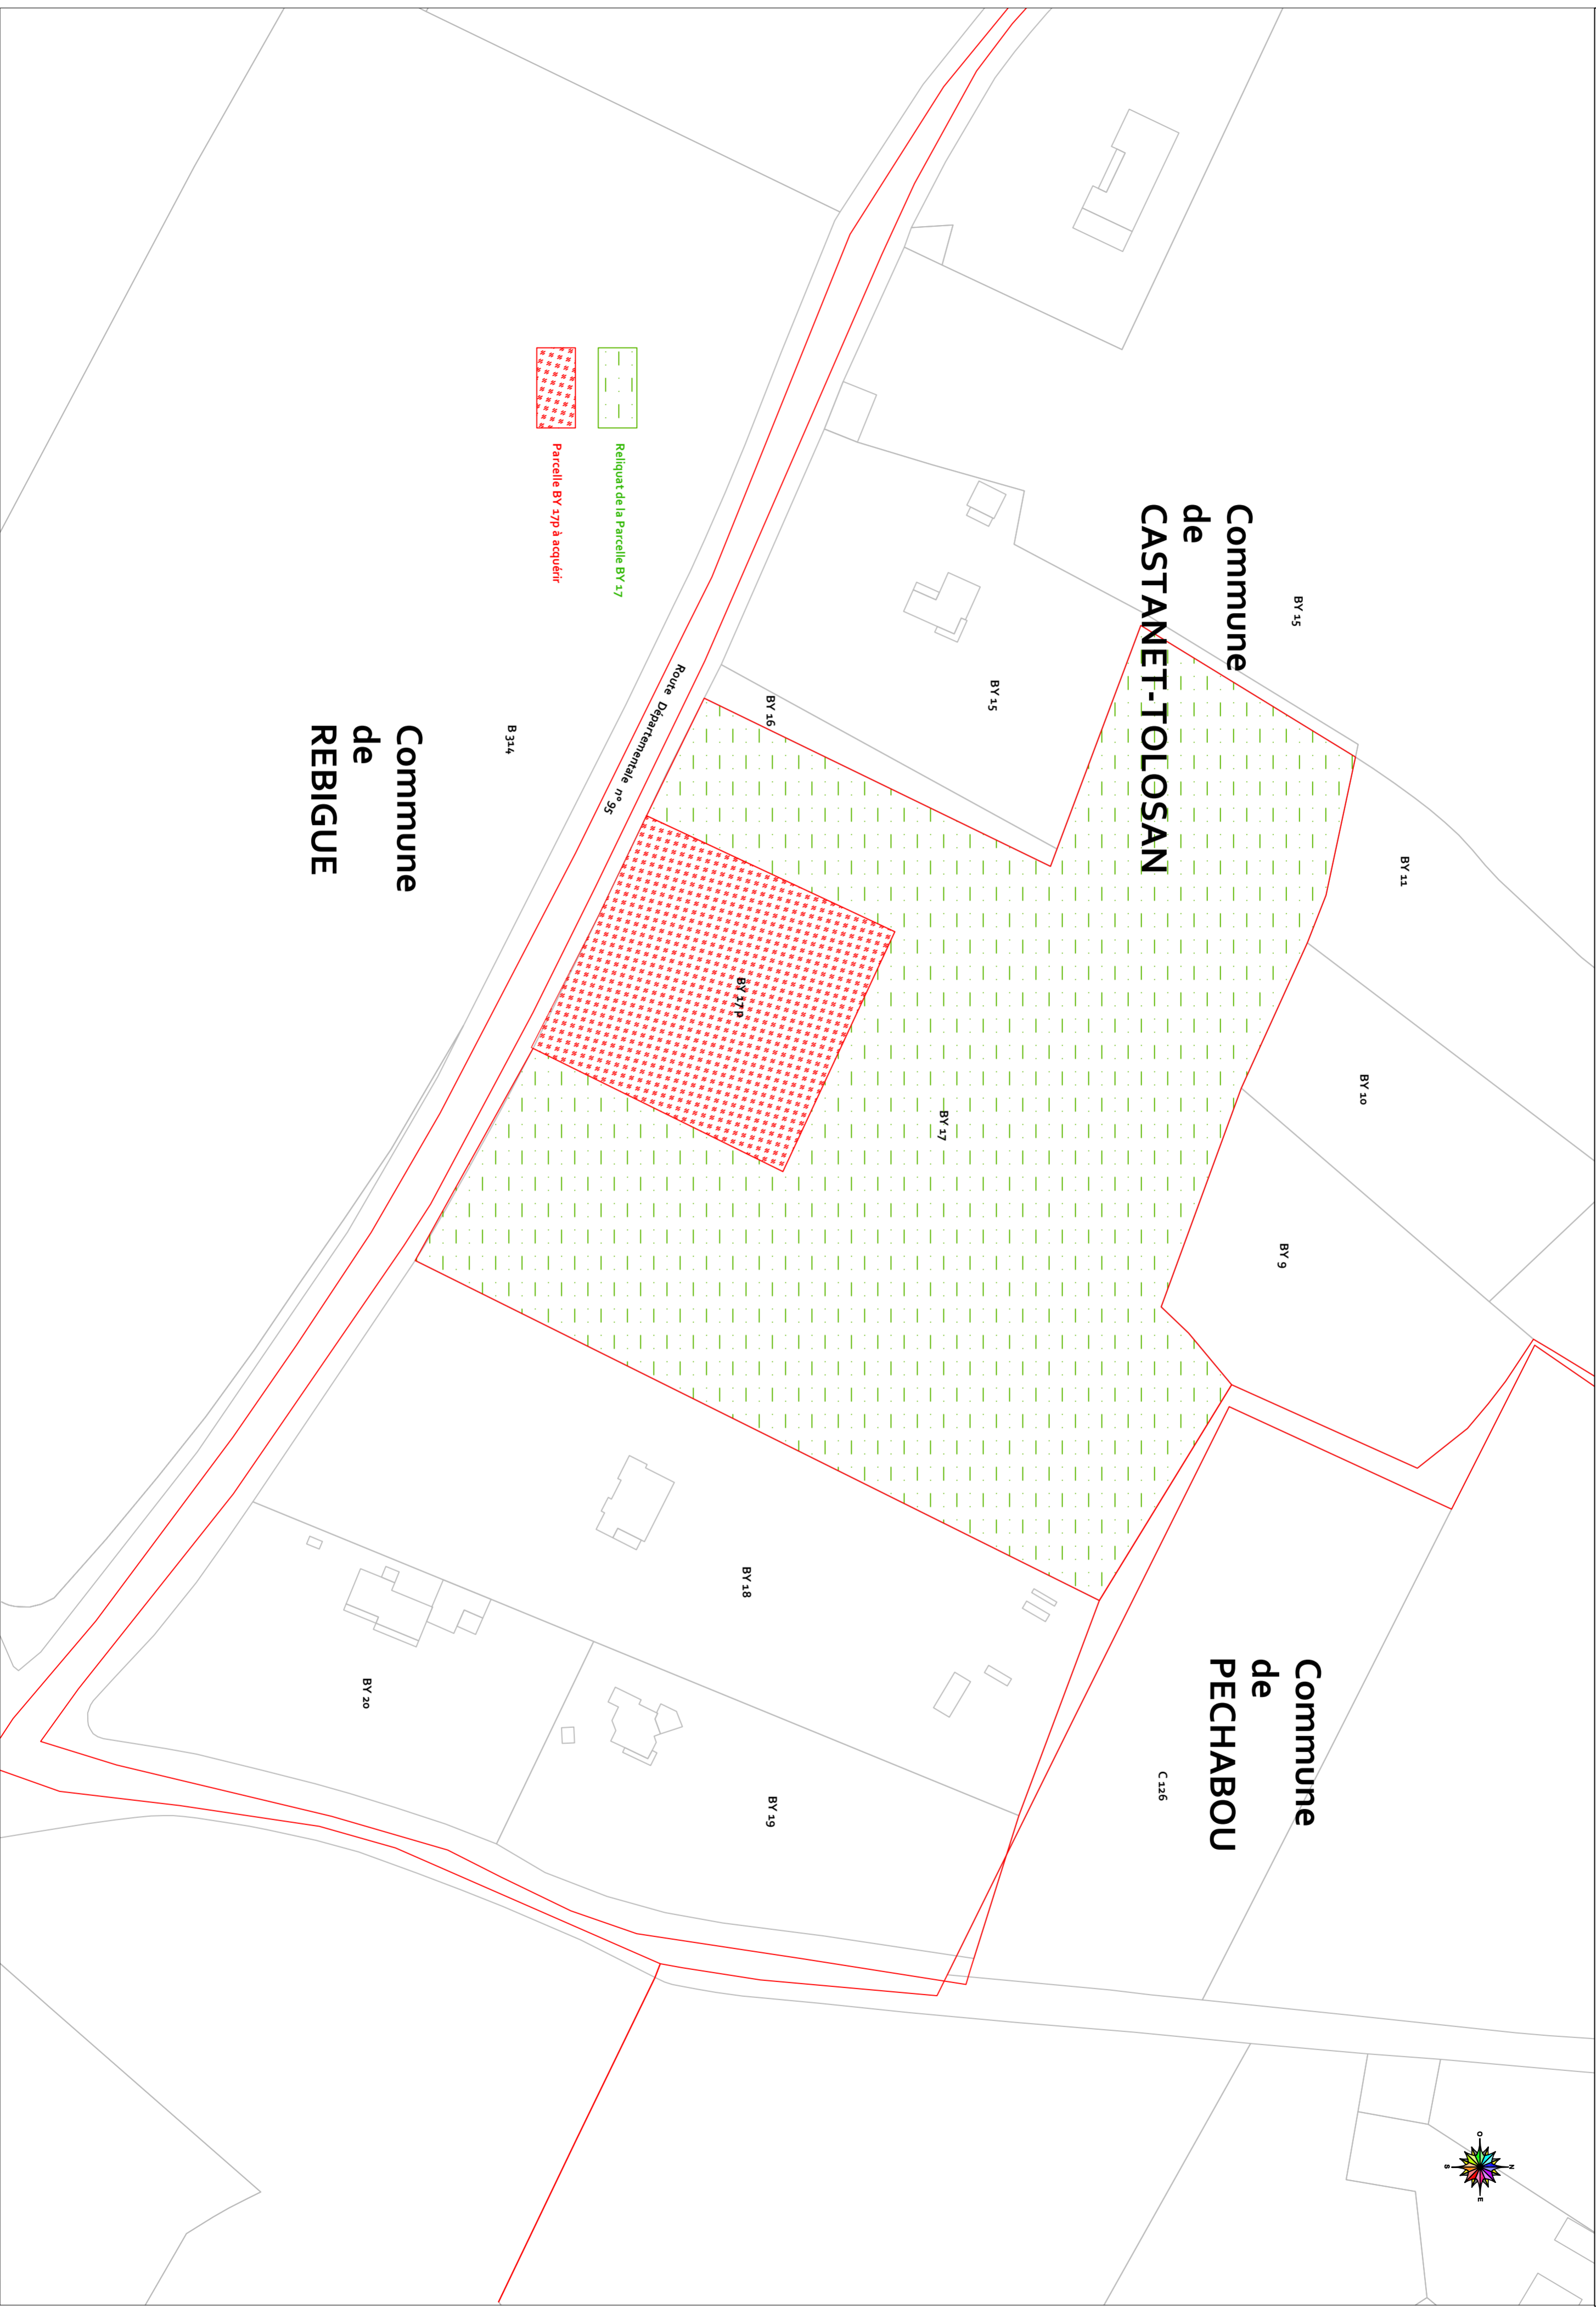 BY 15
Commune
de
CASTANET-TOLOSAN
BY 11
BY 10
BY 9
BY 15
BY 16
BY 17
BY 17p
Route Départementale n° 95
Reliquat de la Parcelle BY 17
Parcelle BY 17p à acquérir
B 314
Commune
de
REBIGUE
Commune
de
PECHABOU
C 126
BY 18
BY 19
BY 20
N
O
E
S